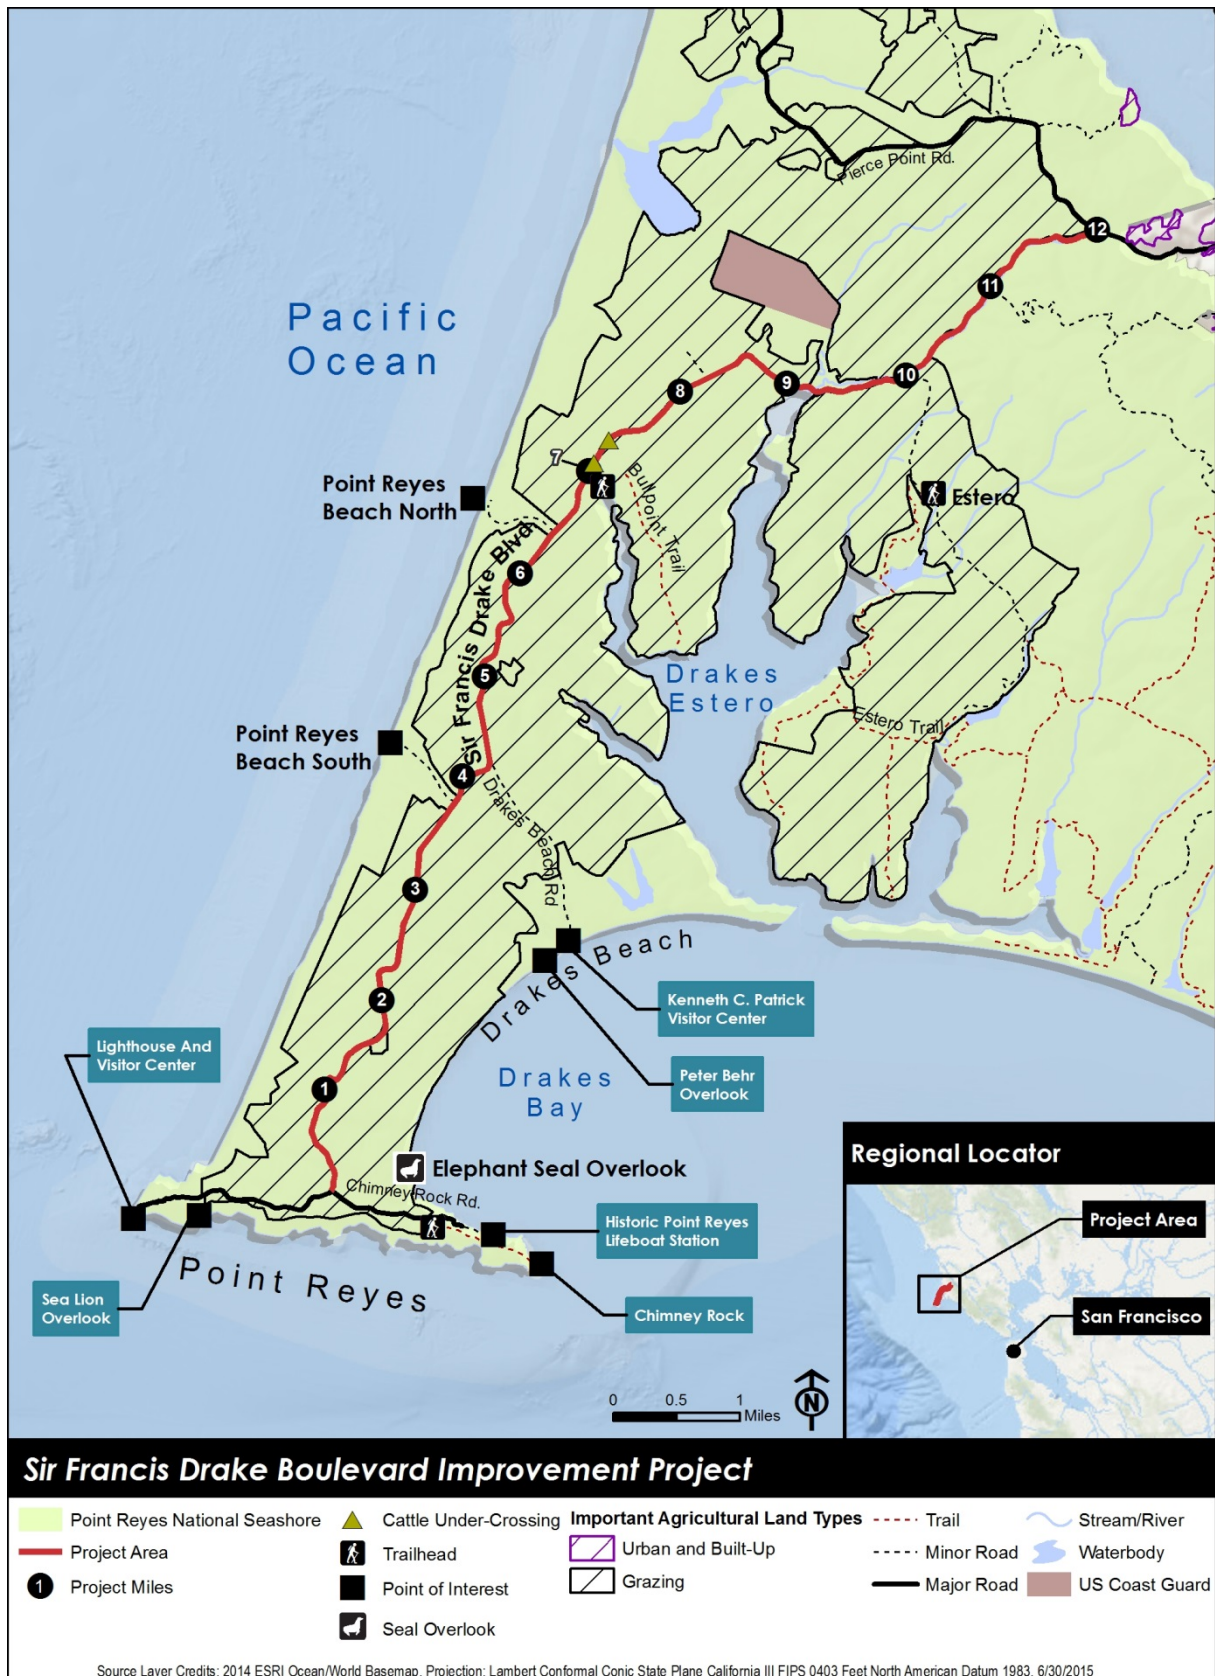 Pierce Point Rd.
12
11
Pacific
Ocean
10
9
8
7
Point Reyes
Beach North
Bullpoint Trail
Estero
Sir Francis Drake Blvd
6
5
Drakes
Estero
Estero Trail
Point Reyes
Beach South
4
Drakes Beach Rd
3
Drakes Beach
2
Kenneth C. Patrick
Visitor Center
Lighthouse And
Visitor Center
Peter Behr
Overlook
Drakes
Bay
1
Elephant Seal Overlook
Chimney Rock Rd.
Historic Point Reyes
Lifeboat Station
Point Reyes
Sea Lion
Overlook
Chimney Rock
Regional Locator
Project Area
San Francisco
0 0.5 1
Miles
N
Sir Francis Drake Boulevard Improvement Project
Point Reyes National Seashore
Project Area
1 Project Miles
Cattle Under-Crossing
Trailhead
Point of Interest
Seal Overlook
Important Agricultural Land Types
Urban and Built-Up
Grazing
Trail
Minor Road
Major Road
Stream/River
Waterbody
US Coast Guard
Source Layer Credits: 2014 ESRI Ocean/World Basemap. Projection: Lambert Conformal Conic State Plane California III FIPS 0403 Feet North American Datum 1983. 6/30/2015